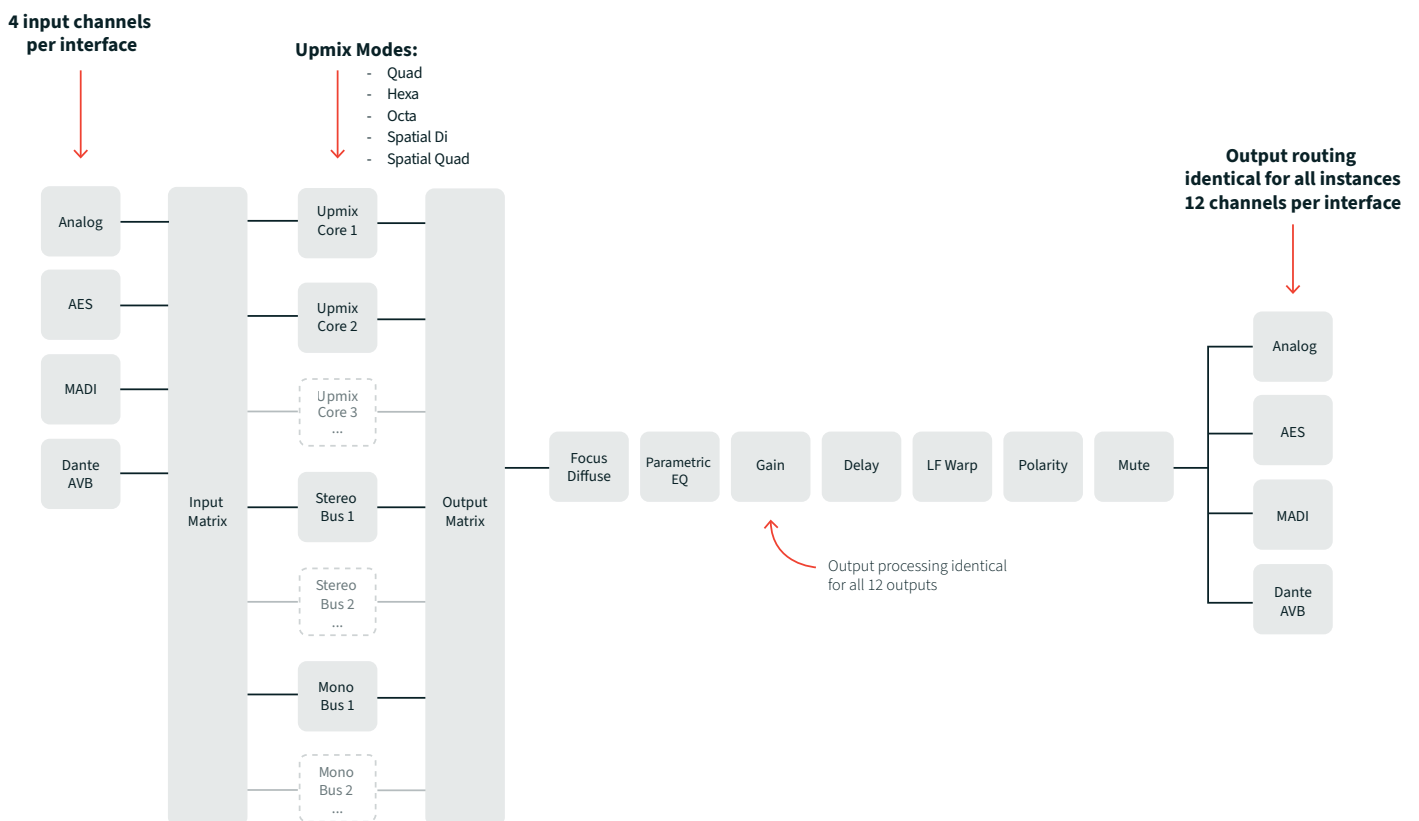 4 input channels
per interface
Upmix Modes:
- Quad
- Hexa
- Octa
- Spatial Di
- Spatial Quad
Output routing
identical for all instances
12 channels per interface
Analog
AES
MADI
Dante
AVB
Input
Matrix
Upmix
Core 1
Upmix
Core 2
Upmix
Core 3
...
Stereo
Bus 1
Stereo
Bus 2
...
Mono
Bus 1
Mono
Bus 2
...
Output
Matrix
Focus
Diffuse
Parametric
EQ
Gain
Delay
LF Warp
Polarity
Mute
Output processing identical
for all 12 outputs
Analog
AES
MADI
Dante
AVB